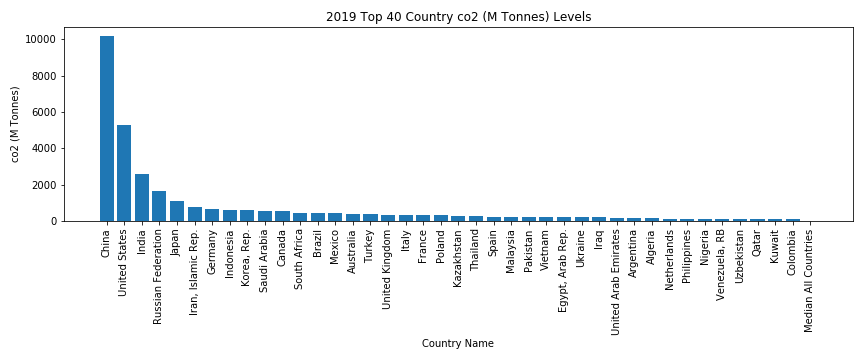 2019 Top 40 Country co2 (M Tonnes) Levels
co2 (M Tonnes)
10000
8000
6000
4000
2000
0
China
United States
India
Russian Federation
Japan
Iran, Islamic Rep.
Germany
Indonesia
Korea, Rep.
Saudi Arabia
Canada
South Africa
Brazil
Mexico
Australia
Turkey
United Kingdom
Italy
France
Poland
Kazakhstan
Thailand
Spain
Malaysia
Pakistan
Vietnam
Egypt, Arab Rep.
Ukraine
Iraq
United Arab Emirates
Argentina
Algeria
Netherlands
Philippines
Nigeria
Venezuela, RB
Uzbekistan
Qatar
Kuwait
Colombia
Median All Countries
Country Name